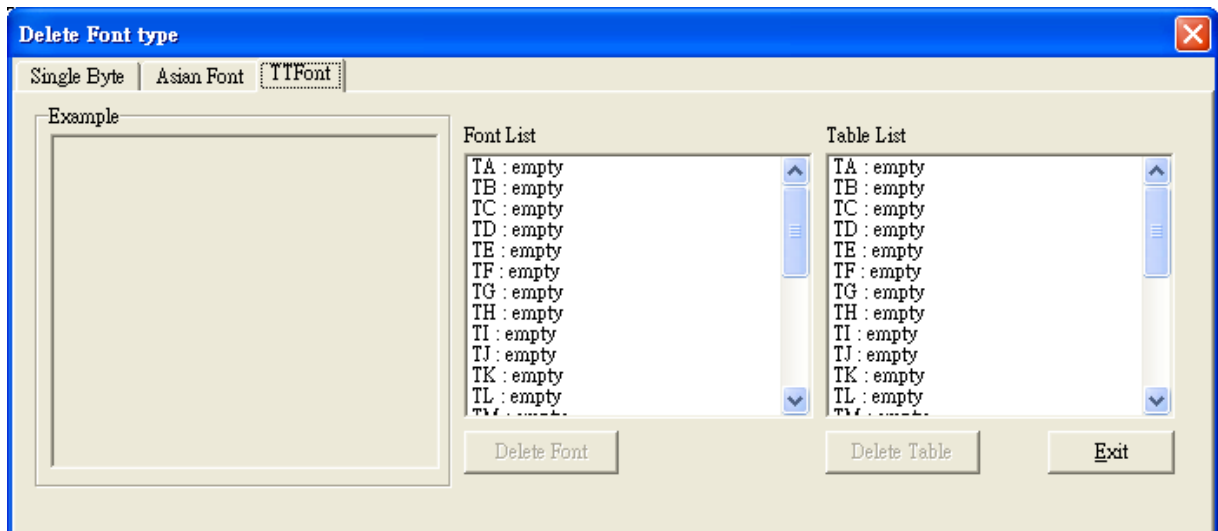 Delete Font type
Single Byte Asian Font TTFont
Example
Font List
TA : empty
TB : empty
TC : empty
TD : empty
TE : empty
TF : empty
TG : empty
TH : empty
TI : empty
TJ : empty
TK : empty
TL : empty
Delete Font
Table List
TA : empty
TB : empty
TC : empty
TD : empty
TE : empty
TF : empty
TG : empty
TH : empty
TI : empty
TJ : empty
TK : empty
TL : empty
Delete Table
Exit